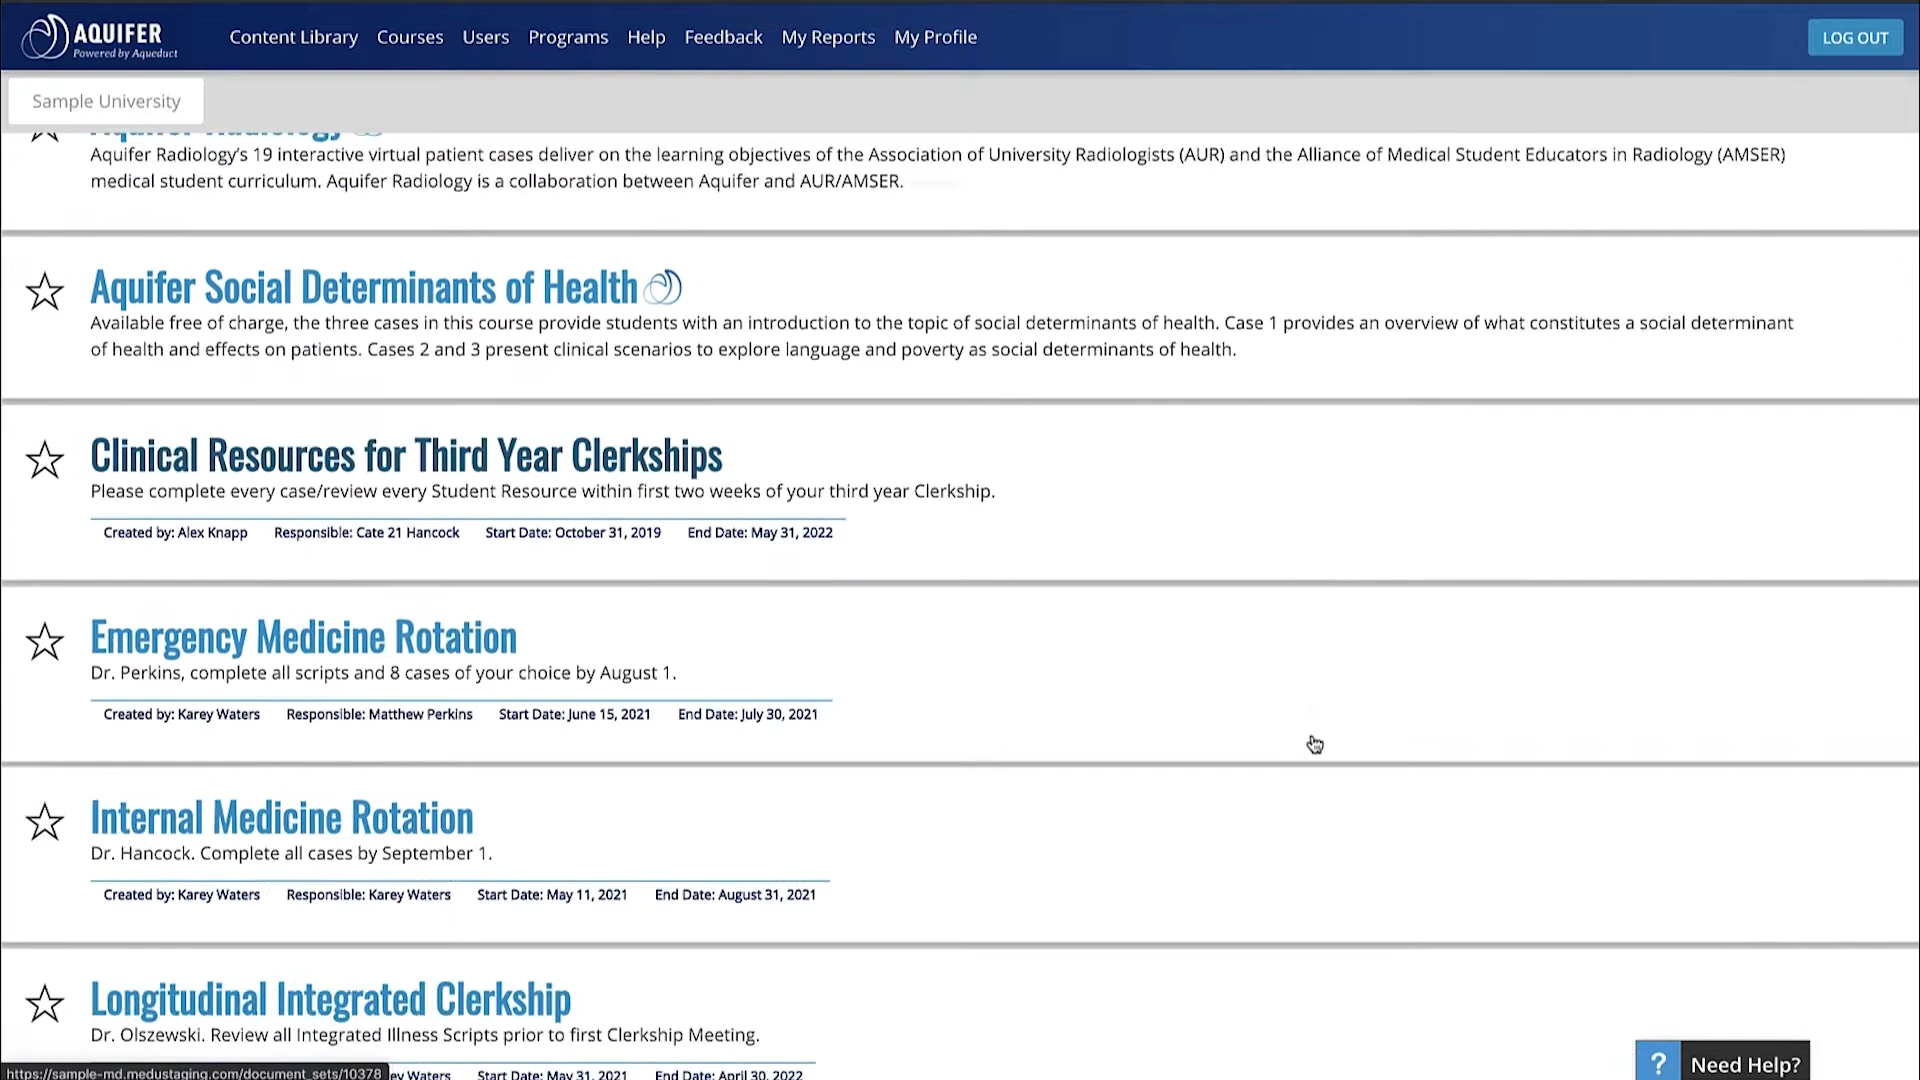 AQUIFER
Powered by Aqueduct
Content Library Courses Users Programs Help Feedback My Reports My Profile
LOG OUT
Sample University
Aquifer Radiology
Aquifer Radiology's 19 interactive virtual patient cases deliver on the learning objectives of the Association of University Radiologists (AUR) and the Alliance of Medical Student Educators in Radiology (AMSER)
medical student curriculum. Aquifer Radiology is a collaboration between Aquifer and AUR/AMSER.
Aquifer Social Determinants of Health
Available free of charge, the three cases in this course provide students with an introduction to the topic of social determinants of health. Case 1 provides an overview of what constitutes a social determinant
of health and effects on patients. Cases 2 and 3 present clinical scenarios to explore language and poverty as social determinants of health.
Clinical Resources for Third Year Clerkships
Please complete every case/review every Student Resource within first two weeks of your third year Clerkship.
Created by: Alex Knapp Responsible: Cate 21 Hancock Start Date: October 31, 2019 End Date: May 31, 2022
Emergency Medicine Rotation
Dr. Perkins, complete all scripts and 8 cases of your choice by August 1.
Created by: Karey Waters Responsible: Matthew Perkins Start Date: June 15, 2021 End Date: July 30, 2021
Internal Medicine Rotation
Dr. Hancock. Complete all cases by September 1.
Created by: Karey Waters Responsible: Karey Waters Start Date: May 11, 2021 End Date: August 31, 2021
Longitudinal Integrated Clerkship
Dr. Olszewski. Review all Integrated Illness Scripts prior to first Clerkship Meeting.
? Need Help?
https://sample-md.medustaging.com/document_sets/10378 ey Waters Start Date: May 31, 2021 End Date: April 30, 2022